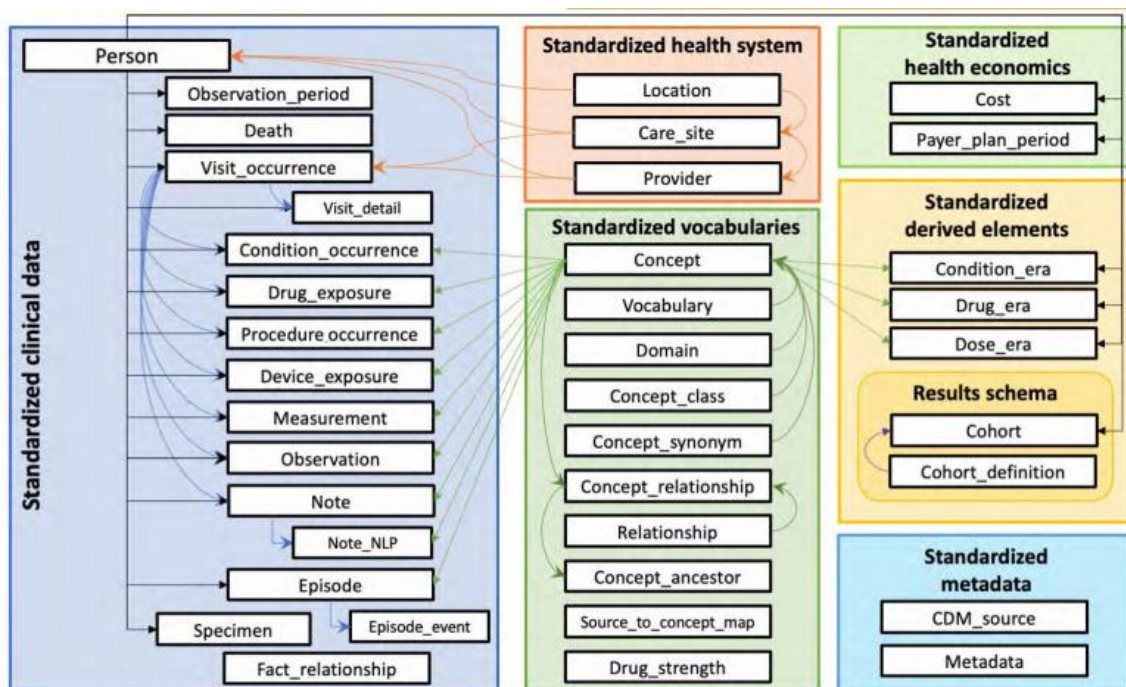 Standardized clinical data
Person
Observation_period
Death
Visit_occurrence
Visit_detail
Condition_occurrence
Drug_exposure
Procedure_occurrence
Device_exposure
Measurement
Observation
Note
Note_NLP
Episode
Specimen
Episode_event
Fact_relationship
Standardized health system
Location
Care_site
Provider
Standardized vocabularies
Concept
Vocabulary
Domain
Concept_class
Concept_synonym
Concept_relationship
Relationship
Concept_ancestor
Source_to_concept_map
Drug_strength
Standardized
health economics
Cost
Payer_plan_period
Standardized
derived elements
Condition_era
Drug_era
Dose_era
Results schema
Cohort
Cohort_definition
Standardized
metadata
CDM_source
Metadata